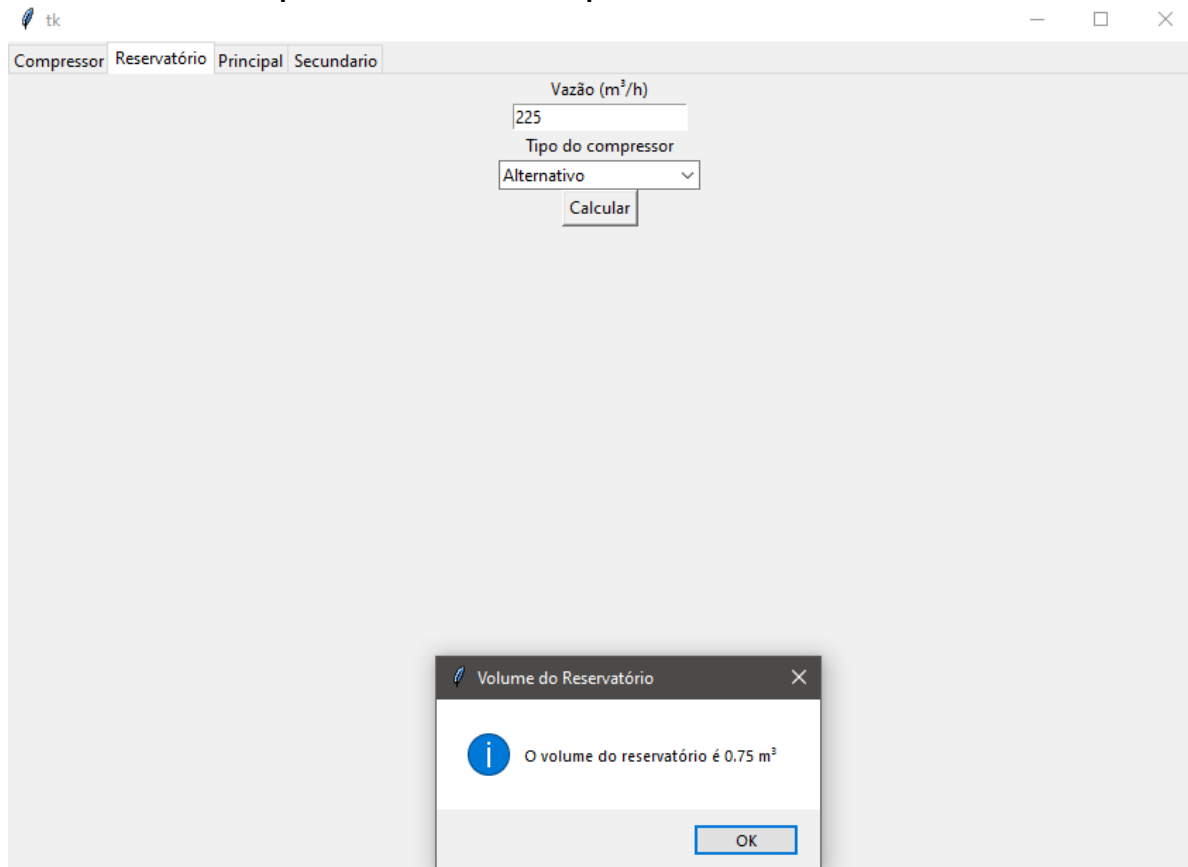 tk
Compressor Reservatório Principal Secundario
Vazão (m³/h)
225
Tipo do compressor
Alternativo
Calcular
Volume do Reservatório
O volume do reservatório é 0.75 m³
OK